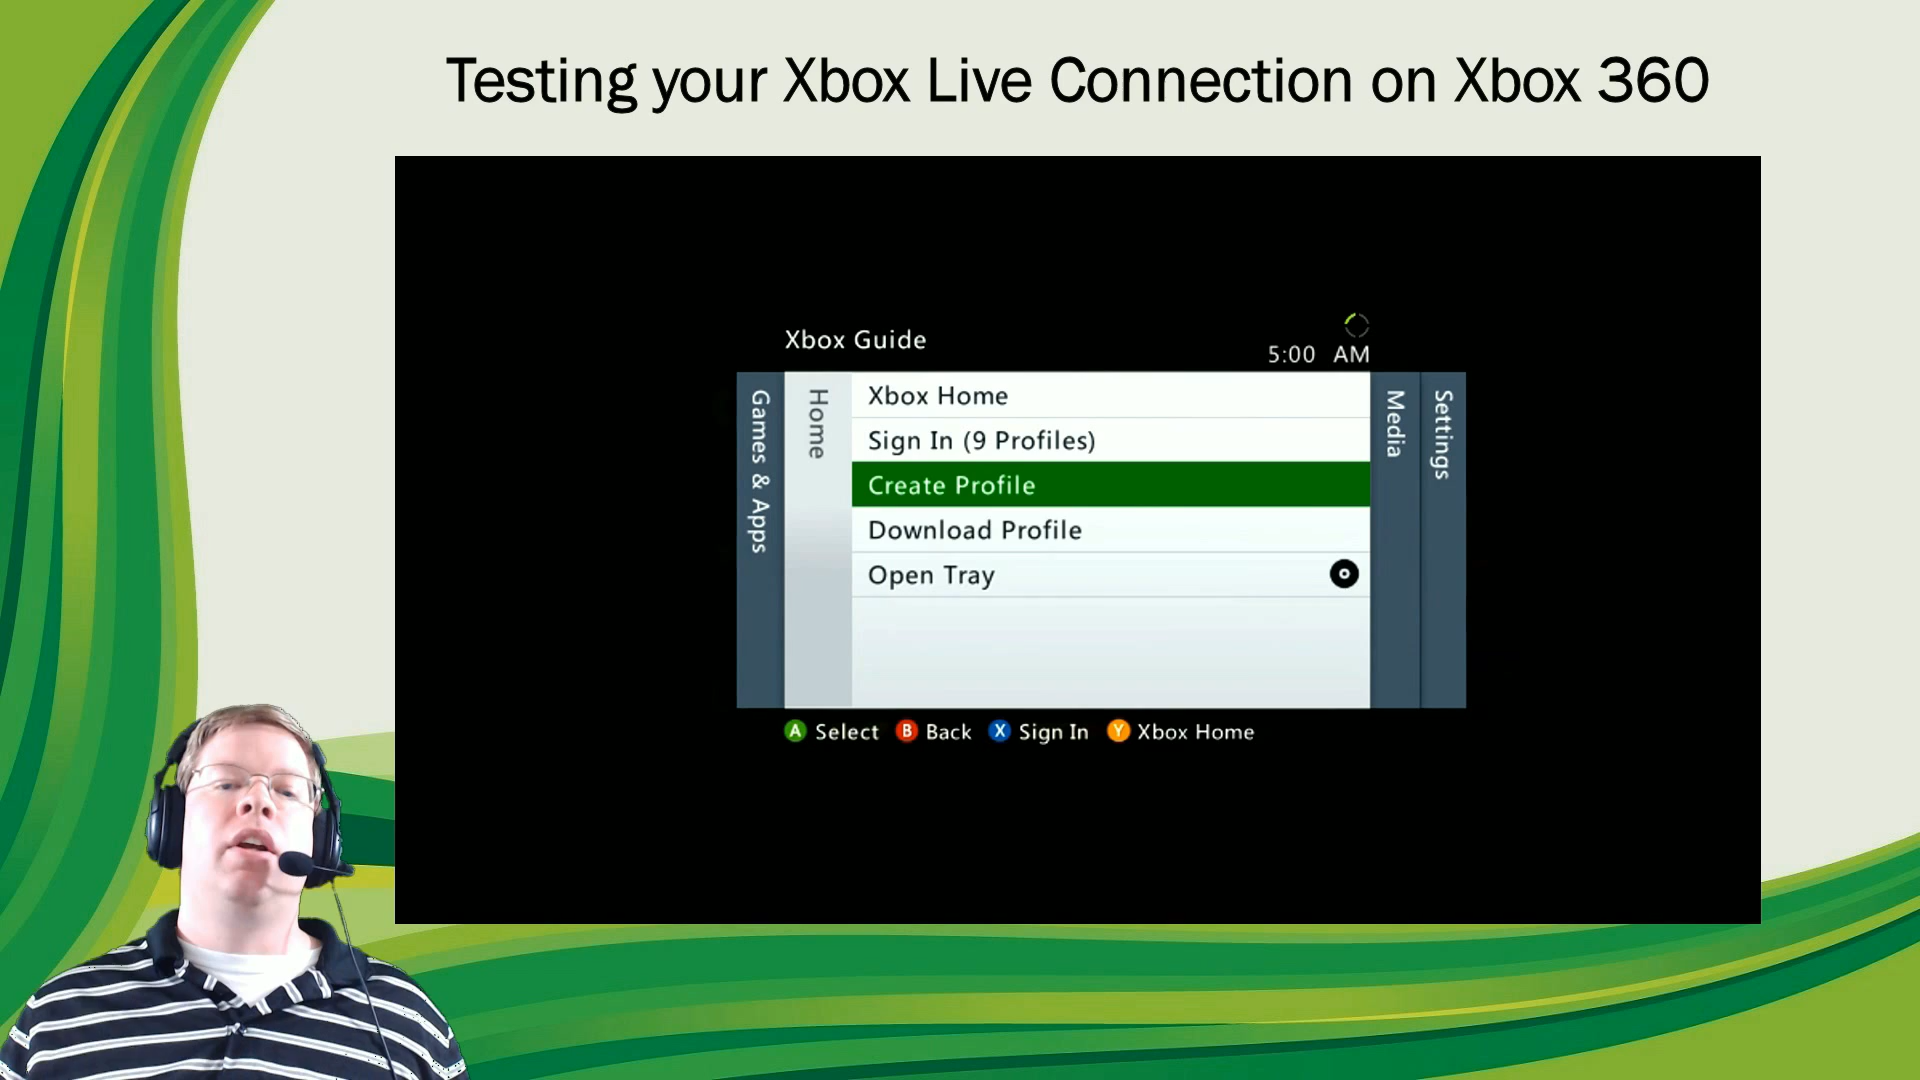 Testing your Xbox Live Connection on Xbox 360
Xbox Guide
5:00 AM
Games & Apps
Home
Xbox Home
Sign In (9 Profiles)
Create Profile
Download Profile
Open Tray
Media
Settings
A Select B Back X Sign In Y Xbox Home